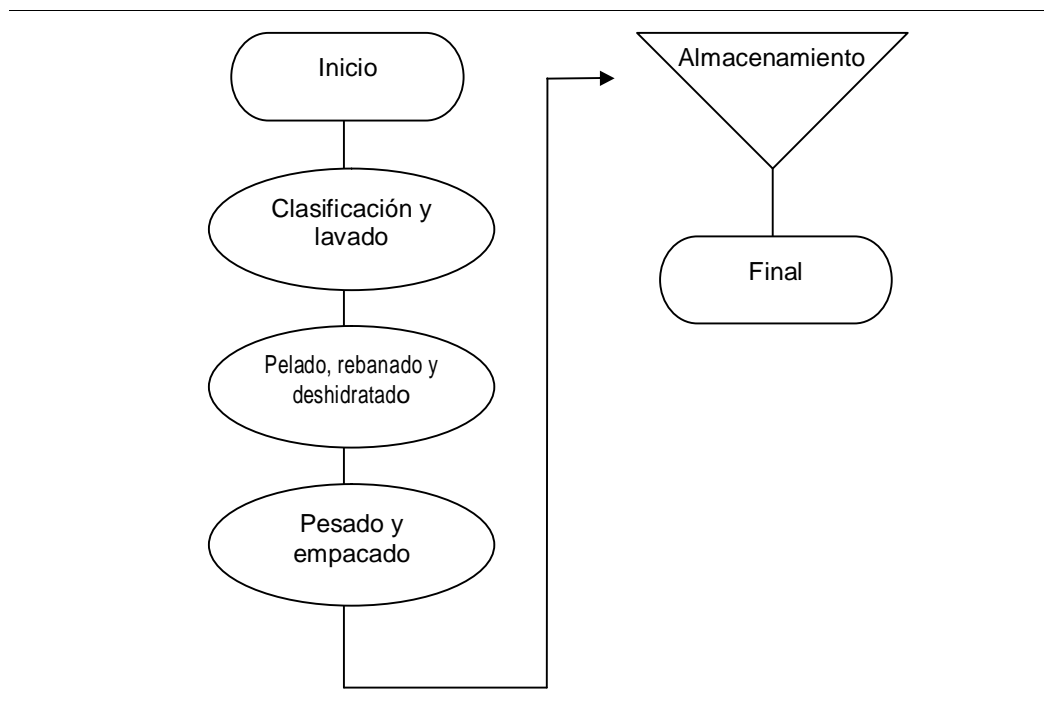 Inicio
Clasificación y
lavado
Pelado, rebanado y
deshidratado
Pesado y
empacado
Almacenamiento
Final